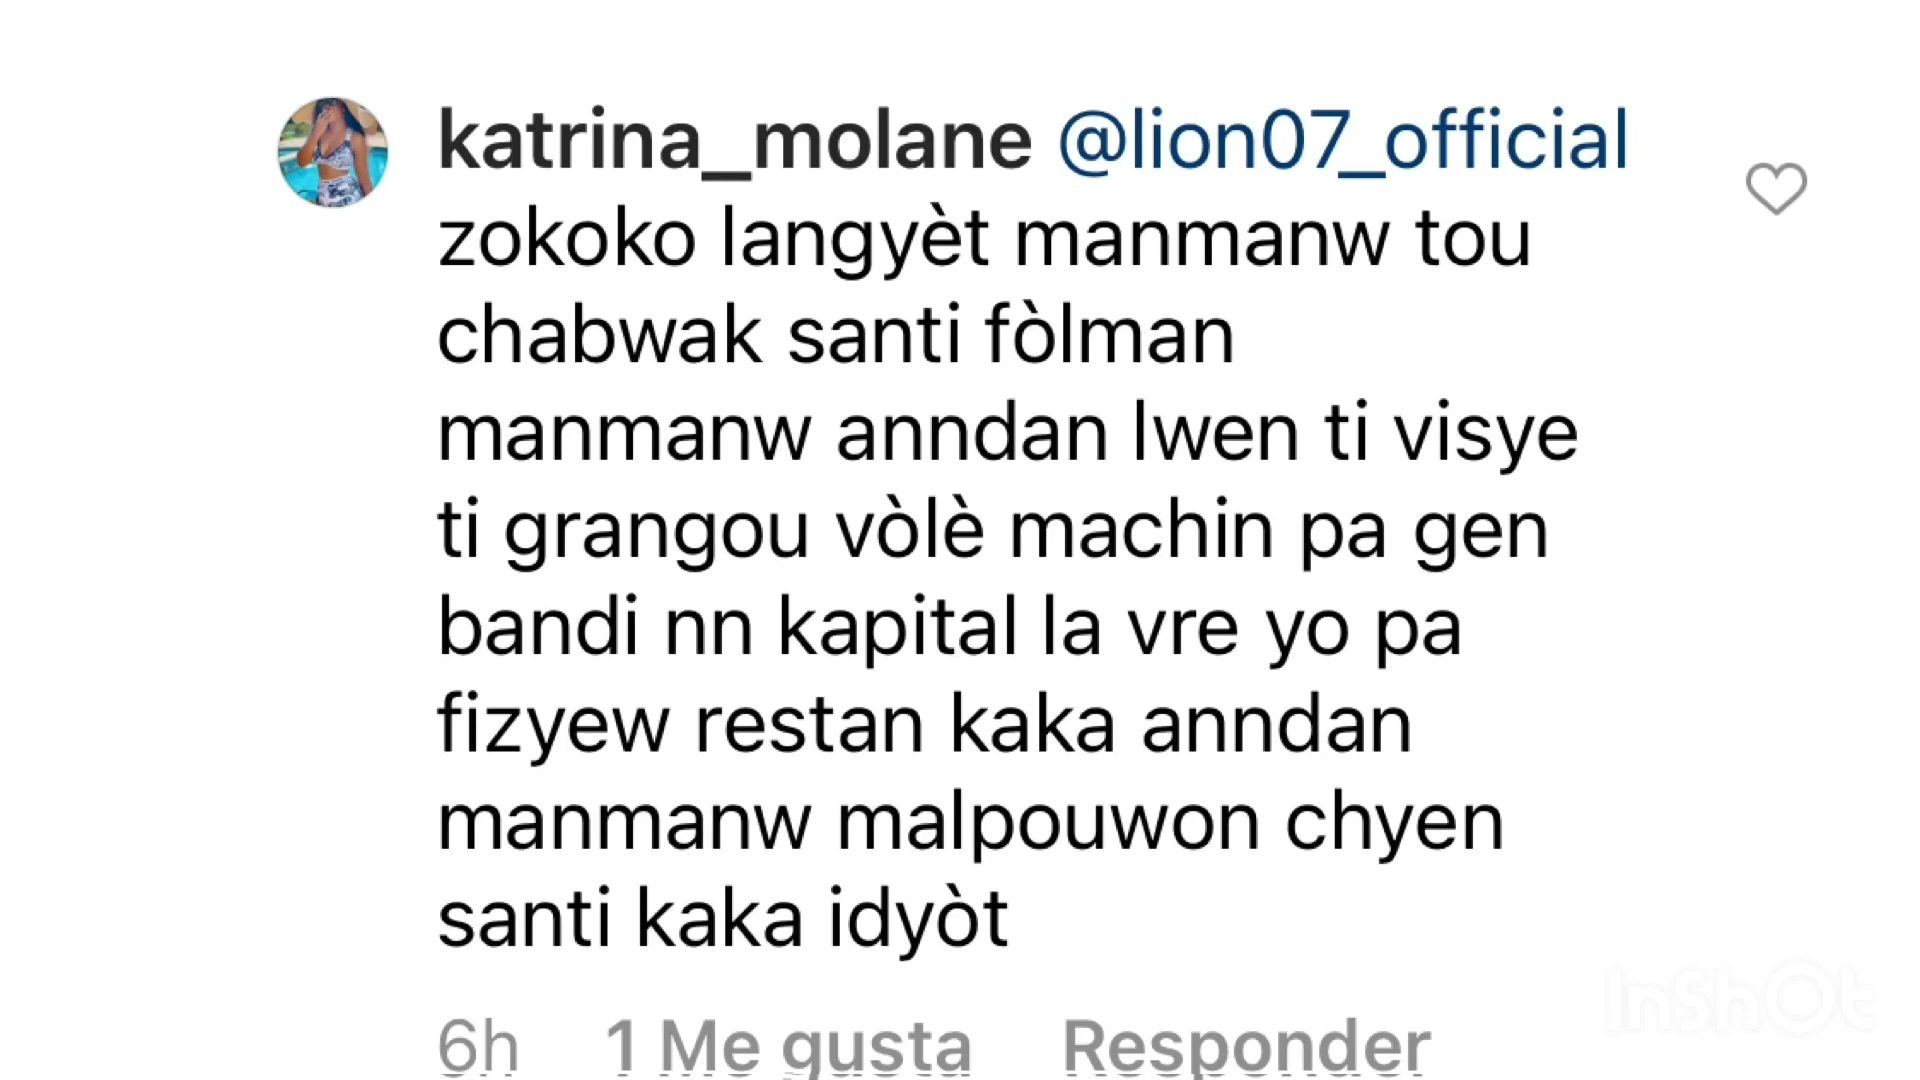 katrina_molane @lion07_official
zokoko langyèt manmanw tou
chabwak santi fòlman
manmanw anndan lwen ti visye
ti grangou vòlè machin pa gen
bandi nn kapital la vre yo pa
fizyew restan kaka anndan
manmanw malpouwon chyen
santi kaka idyòt
6h 1 Me gusta Responder
InShOt